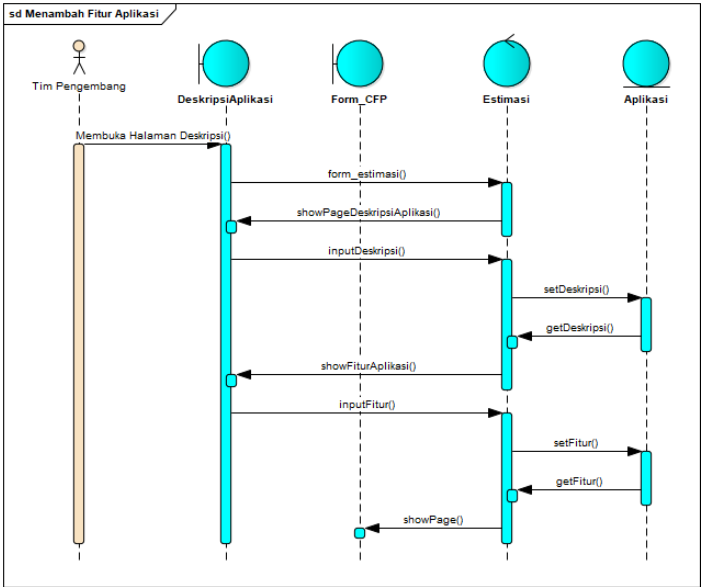 sd Menambah Fitur Aplikasi
Tim Pengembang
DeskripsiAplikasi
Form_CFP
Estimasi
Aplikasi
Membuka Halaman Deskripsi()
form_estimasi()
showPageDeskripsiAplikasi()
inputDeskripsi()
setDeskripsi()
getDeskripsi()
showFiturAplikasi()
inputFitur()
setFitur()
getFitur()
showPage()